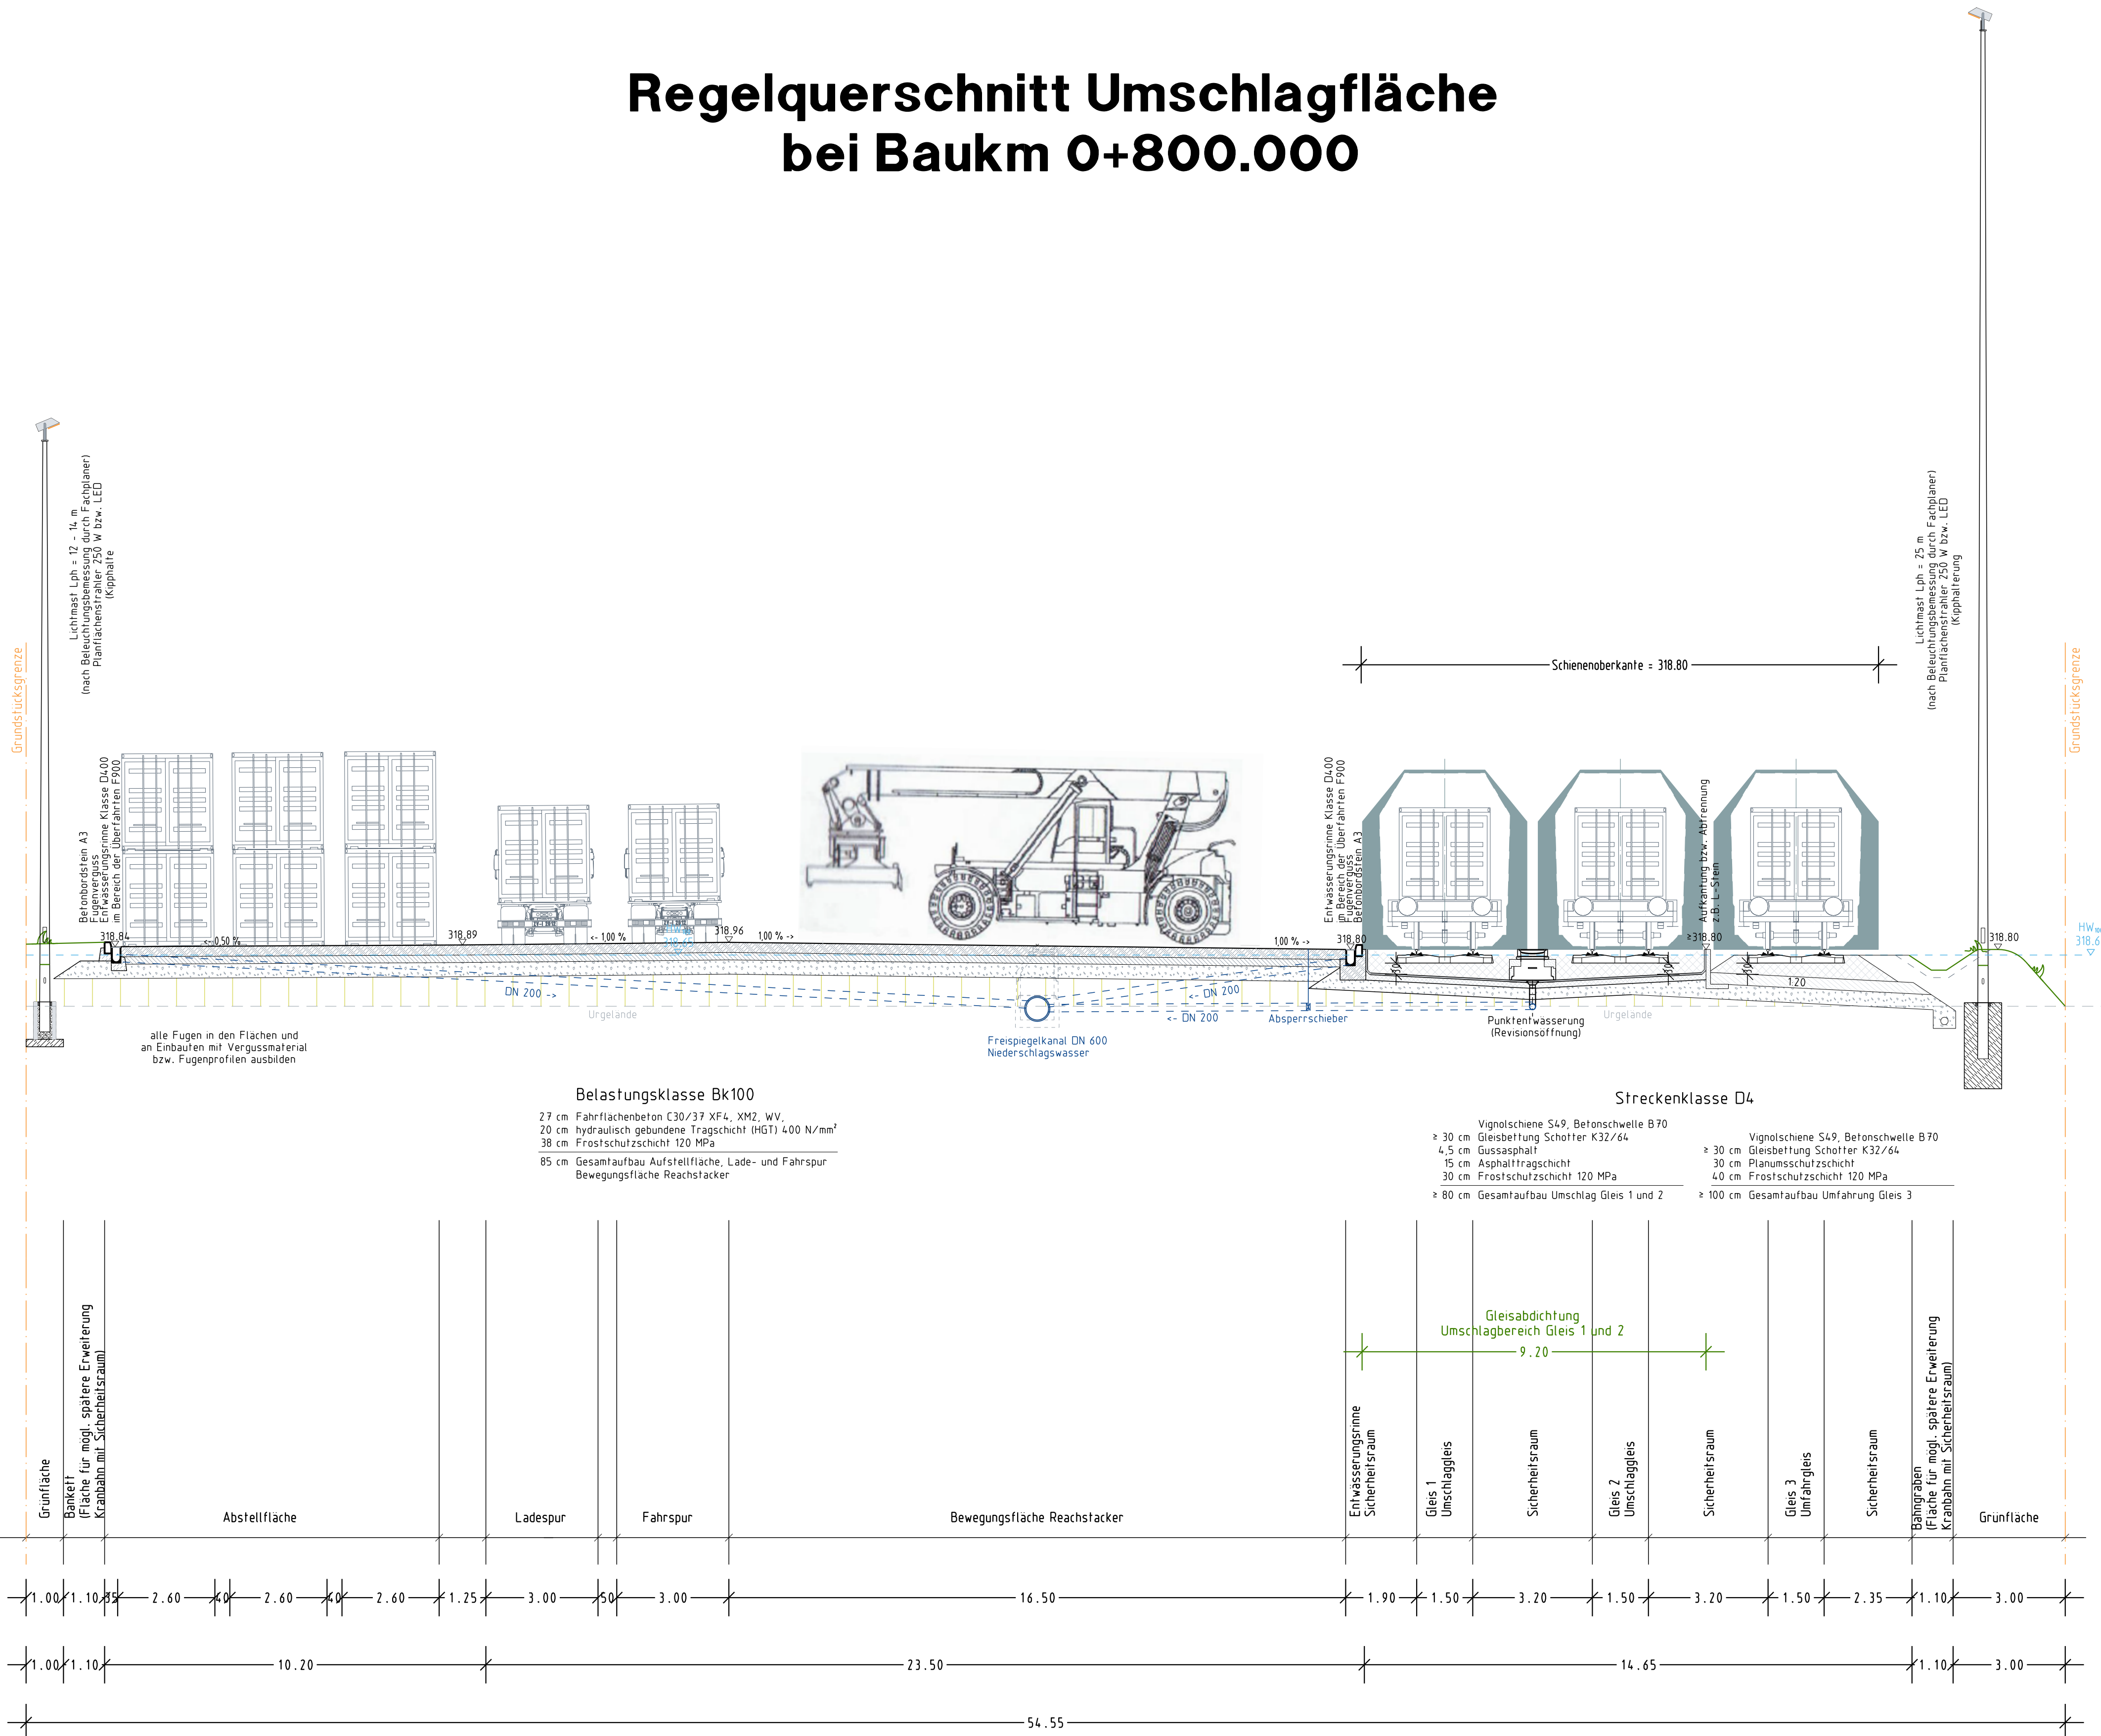 Regelquerschnitt Umschlagfläche
bei Baukm 0+800.000
Grundstücksgrenze
Lichtmast Lph = 12 - 14 m
(nach Beleuchtungsbemessung durch Fachplaner)
Planflächenstrahler 250 W bzw. LED
(Kipphalte
Lichtmast Lph = 25 m
(nach Beleuchtungsbemessung durch Fachplaner)
Planflächenstrahler 250 W bzw. LED
(Kipphalterung
Grundstücksgrenze
Schienenoberkante = 318.80
Betonbordstein A3
Fugenverguss
Entwässerungsrinne Klasse D400
im Bereich der Überfahrten F900
Entwässerungsrinne Klasse D400
im Bereich der Überfahrten F900
Fugenverguss
Betonbordstein A3
Aufkantung bzw. Abtrennung
z.B. L-Stein
318.84
<- 0,50 %
318.89
<- 1,00 %
318.65
318.96
1,00 % ->
1,00 % ->
318.80
≥318.80
318.80
HW
318.6
30
30
30
1.20
DN 200 ->
<- DN 200
<- DN 200
Urgelände
Urgelände
Absperrschieber
Punktentwässerung
(Revisionsöffnung)
Freispiegelkanal DN 600
Niederschlagswasser
alle Fugen in den Flächen und
an Einbauten mit Vergussmaterial
bzw. Fugenprofilen ausbilden
Belastungsklasse Bk100
27 cm Fahrflächenbeton C30/37 XF4, XM2, WV,
20 cm hydraulisch gebundene Tragschicht (HGT) 400 N/mm²
38 cm Frostschutzschicht 120 MPa
85 cm Gesamtaufbau Aufstellfläche, Lade- und Fahrspur
Bewegungsfläche Reachstacker
Streckenklasse D4
Vignolschiene S49, Betonschwelle B70
≥ 30 cm Gleisbettung Schotter K32/64
4,5 cm Gussasphalt
15 cm Asphalttragschicht
30 cm Frostschutzschicht 120 MPa
≥ 80 cm Gesamtaufbau Umschlag Gleis 1 und 2
Vignolschiene S49, Betonschwelle B70
≥ 30 cm Gleisbettung Schotter K32/64
30 cm Planumsschutzschicht
40 cm Frostschutzschicht 120 MPa
≥ 100 cm Gesamtaufbau Umfahrung Gleis 3
Gleisabdichtung
Umschlagbereich Gleis 1 und 2
9.20
Grünfläche
Bankett
(Fläche für mögl. spätere Erweiterung
Kranbahn mit Sicherheitsraum)
Abstellfläche
Ladespur
Fahrspur
Bewegungsfläche Reachstacker
Entwässerungsrinne
Sicherheitsraum
Gleis 1
Umschlaggleis
Sicherheitsraum
Gleis 2
Umschlaggleis
Sicherheitsraum
Gleis 3
Umfahrgleis
Sicherheitsraum
Bahngraben
(Fläche für mögl. spätere Erweiterung
Kranbahn mit Sicherheitsraum)
Grünfläche
1.00 1.10 35 2.60 40 2.60 40 2.60 1.25 3.00 50 3.00 16.50 1.90 1.50 3.20 1.50 3.20 1.50 2.35 1.10 3.00
1.00 1.10 10.20 23.50 14.65 1.10 3.00
54.55